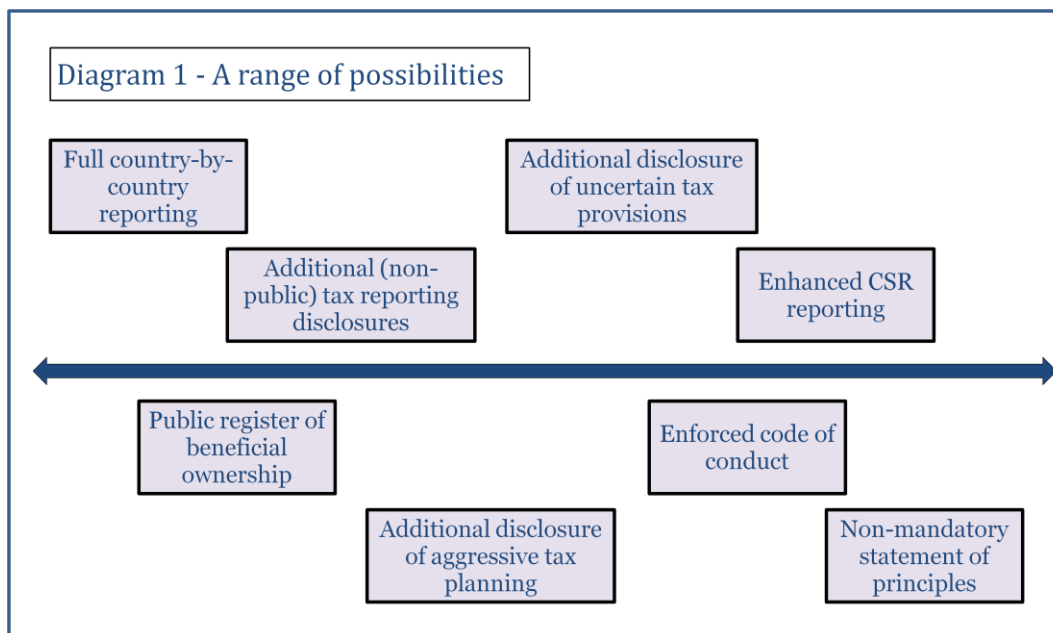 Diagram 1 - A range of possibilities
Full country-by-
country
reporting
Additional disclosure
of uncertain tax
provisions
Additional (non-
public) tax reporting
disclosures
Enhanced CSR
reporting
Public register of
beneficial
ownership
Enforced code of
conduct
Additional disclosure
of aggressive tax
planning
Non-mandatory
statement of
principles